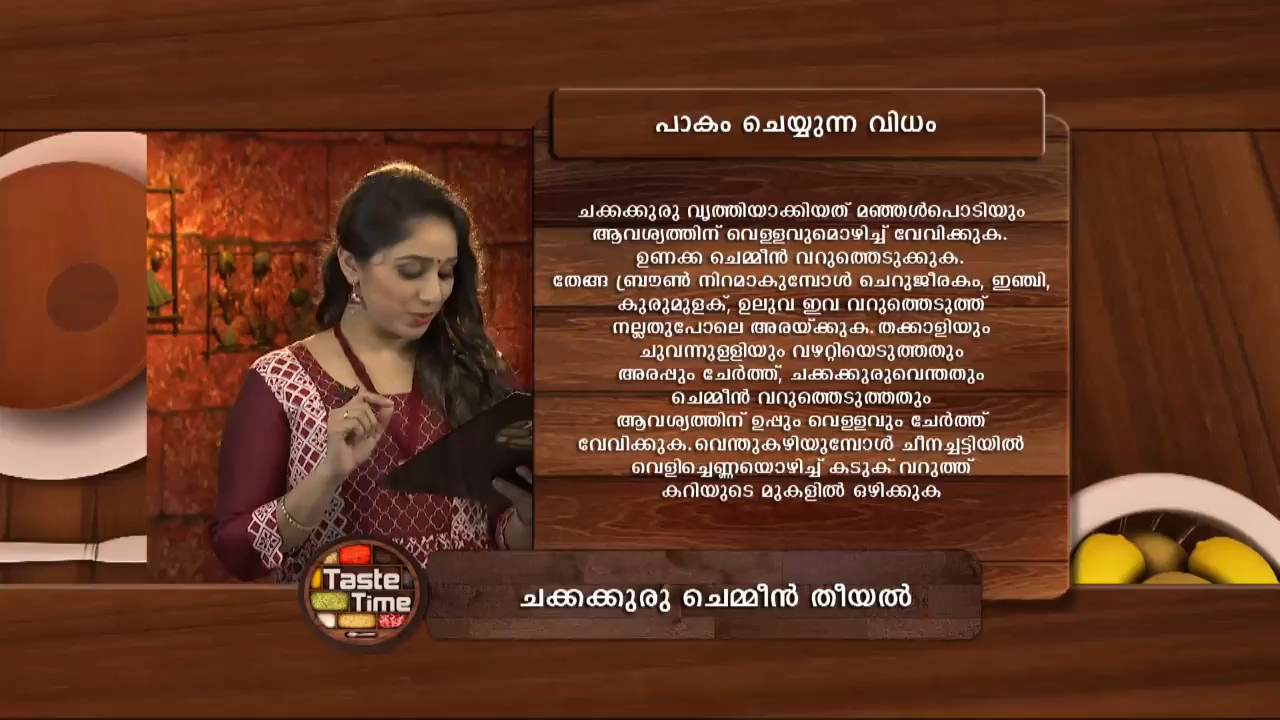 പാകം ചെയ്യുന്ന വിധം
ചക്കക്കുരു വൃത്തിയാക്കിയത് മഞ്ഞൾപൊടിയും
ആവശ്യത്തിന് വെള്ളവുമൊഴിച്ച് വേവിക്കുക.
ഉണക്ക ചെമ്മീൻ വറുത്തെടുക്കുക.
തേങ്ങ ബ്രൗൺ നിറമാകുമ്പോൾ ചെറുജീരകം, ഇഞ്ചി,
കുരുമുളക്, ഉലുവ ഇവ വറുത്തെടുത്ത്
നല്ലതുപോലെ അരയ്ക്കുക. തക്കാളിയും
ചുവന്നുള്ളിയും വഴറ്റിയെടുത്തതും
അരപ്പും ചേർത്ത്, ചക്കക്കുരുവെന്തതും
ചെമ്മീൻ വറുത്തെടുത്തതും
ആവശ്യത്തിന് ഉപ്പും വെള്ളവും ചേർത്ത്
വേവിക്കുക. വെന്തുകഴിയുമ്പോൾ ചീനച്ചട്ടിയിൽ
വെളിച്ചെണ്ണയൊഴിച്ച് കടുക് വറുത്ത്
കറിയുടെ മുകളിൽ ഒഴിക്കുക
Taste
Time
ചക്കക്കുരു ചെമ്മീൻ തീയൽ